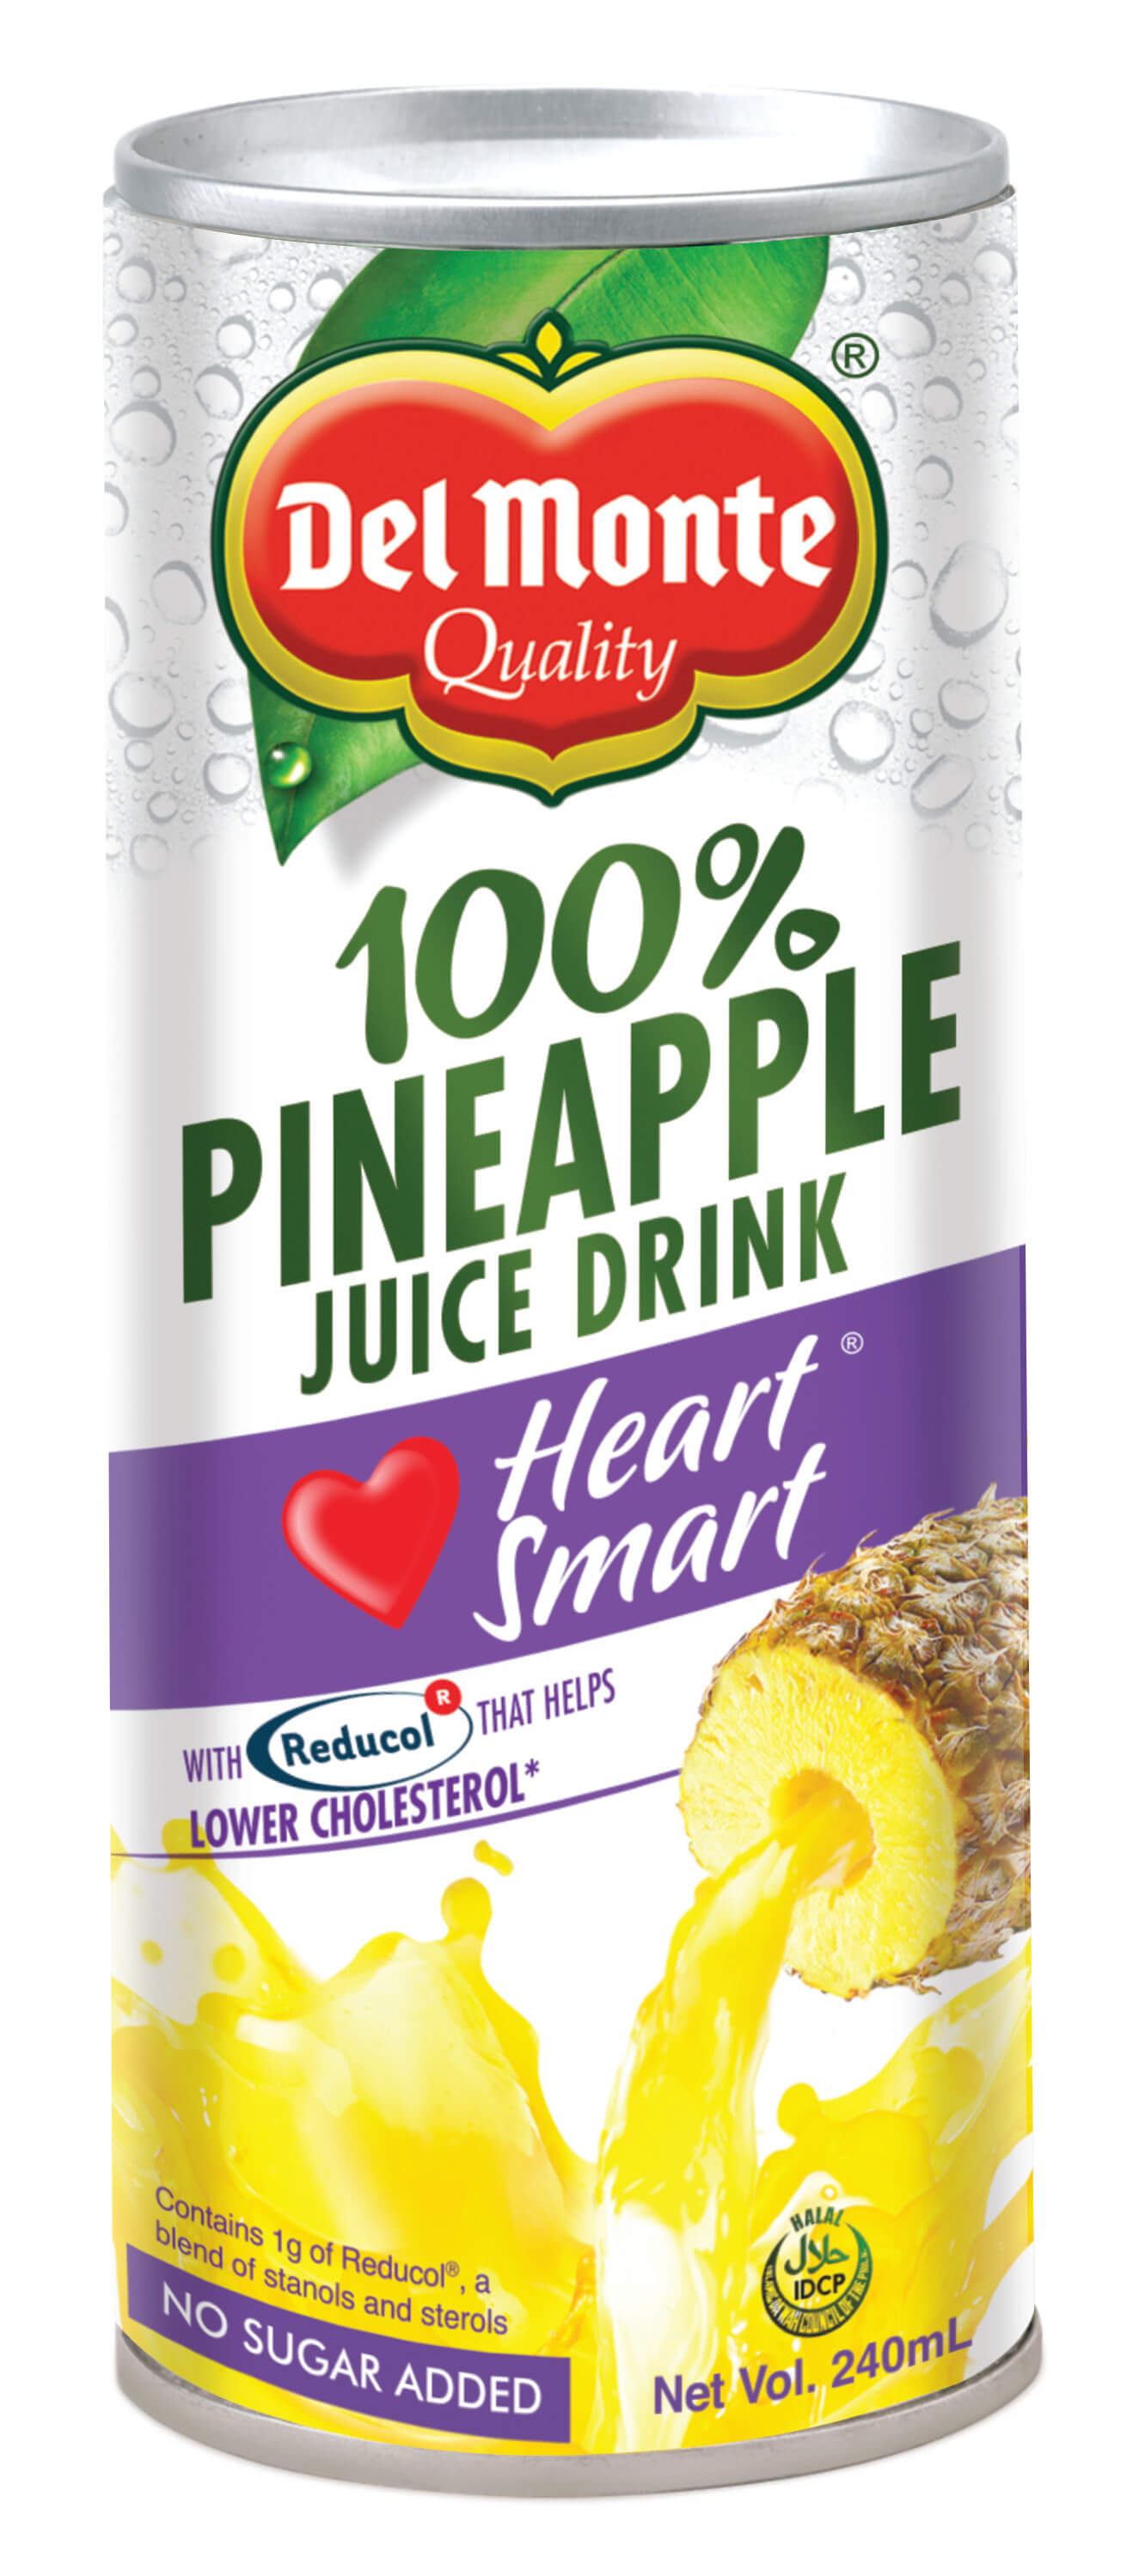 ®
Del Monte
Quality
100%
PINEAPPLE
JUICE DRINK
Heart ®
Smart
WITH Reducol R THAT HELPS
LOWER CHOLESTEROL*
Contains 1g of Reducol®, a
blend of stanols and sterols
NO SUGAR ADDED
HALAL
حلال
IDCP
Net Vol. 240mL